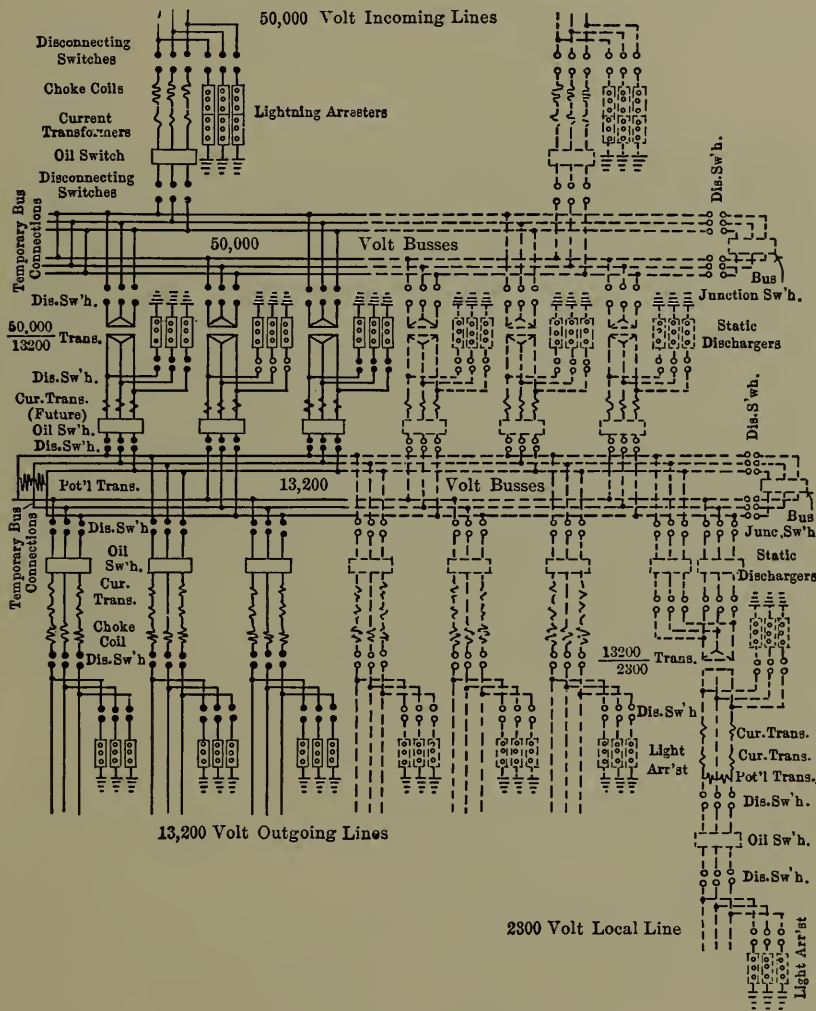 50,000 Volt Incoming Lines
Disconnecting
Switches
Choke Coils
Current
Transformers
Oil Switch
Disconnecting
Switches
Lightning Arresters
Dis.Sw'h.
Temporary Bus
Connections
50,000 Volt Busses
Bus
Junction Sw'h.
Dis.Sw'h.
50,000
13200
Trans.
Static
Dischargers
Dis.Sw'h.
Cur.Trans.
(Future)
Oil Sw'h.
Dis.Sw'h.
Dis.S'wh.
Pot'l Trans.
13,200 Volt Busses
Bus
Junc.Sw'h
Temporary Bus
Connections
Dis.Sw'h
Oil
Sw'h.
Cur.
Trans.
Choke
Coil
Dis.Sw'h
Static
Dischargers
13200
2300
Trans.
Dis.Sw'h
Light
Arr'st
Cur.Trans.
Cur.Trans.
Pot'l Trans.
Dis.Sw'h.
Oil Sw'h.
Dis.Sw'h.
13,200 Volt Outgoing Lines
2300 Volt Local Line
Light Arr'st